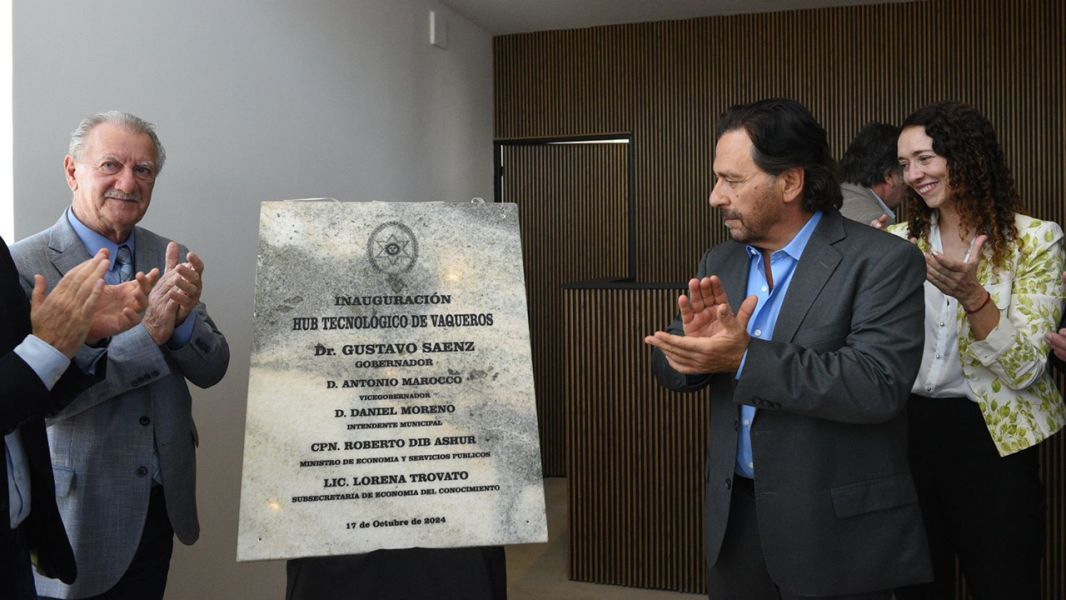 INAUGURACIÓN
HUB TECNOLÓGICO DE VAQUEROS
Dr. GUSTAVO SAENZ
GOBERNADOR
D. ANTONIO MAROCCO
VICEGOBERNADOR
D. DANIEL MORENO
INTENDENTE MUNICIPAL
CPN. ROBERTO DIB ASHUR
MINISTRO DE ECONOMIA Y SERVICIOS PUBLICOS
LIC. LORENA TROVATO
SUBSECRETARÍA DE ECONOMIA DEL CONOCIMIENTO
17 de Octubre de 2024